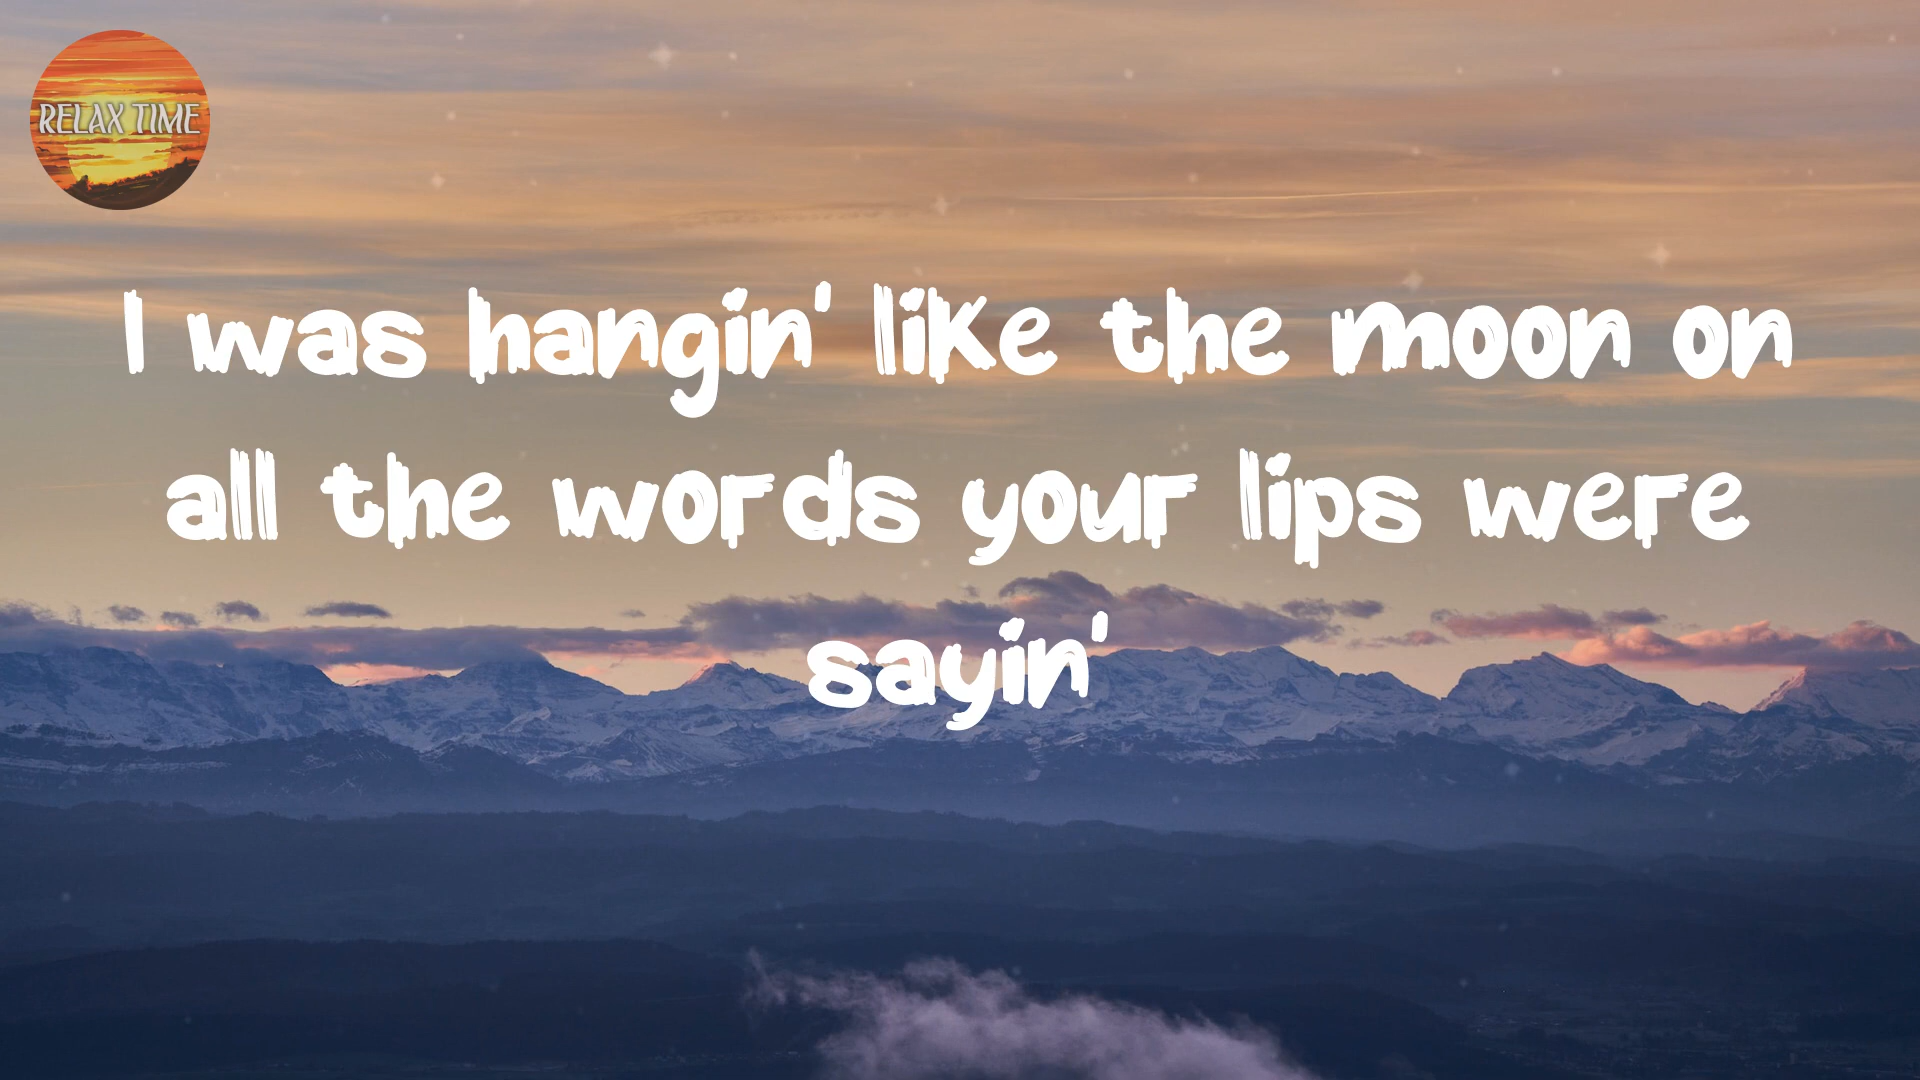 RELAX TIME
I was hangin' like the moon on
all the words your lips were
sayin'